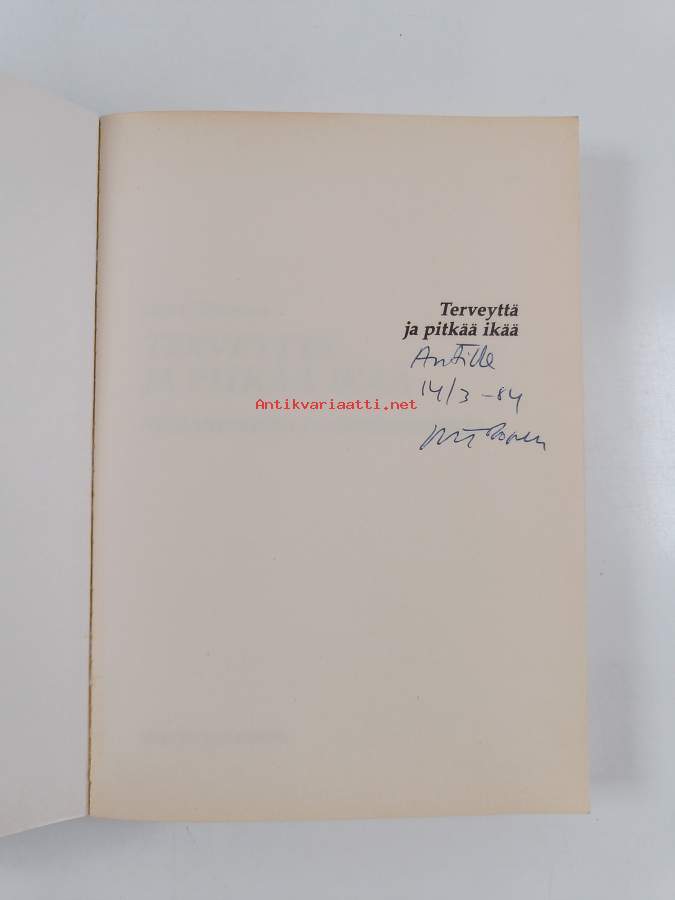 Terveyttä
ja pitkää ikää
Antille
14/3 -84
Antikvariaatti.net